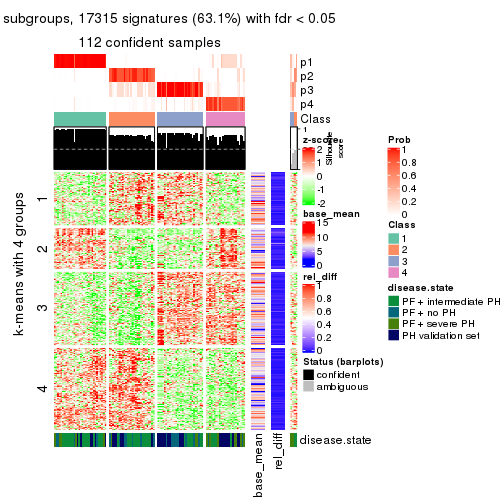 subgroups, 17315 signatures (63.1%) with fdr < 0.05
112 confident samples
p1
p2
p3
p4
Class
1
0
Silhouette
score
k-means with 4 groups
1
2
3
4
z-score
2
1
0
-1
-2
base_mean
15
10
5
0
rel_diff
1
0.8
0.6
0.4
0.2
0
Status (barplots)
confident
ambiguous
Prob
1
0.8
0.6
0.4
0.2
0
Class
1
2
3
4
disease.state
PF+ intermediate PH
PF+ no PH
PF+ severe PH
PH validation set
disease.state
base_mean
rel_diff